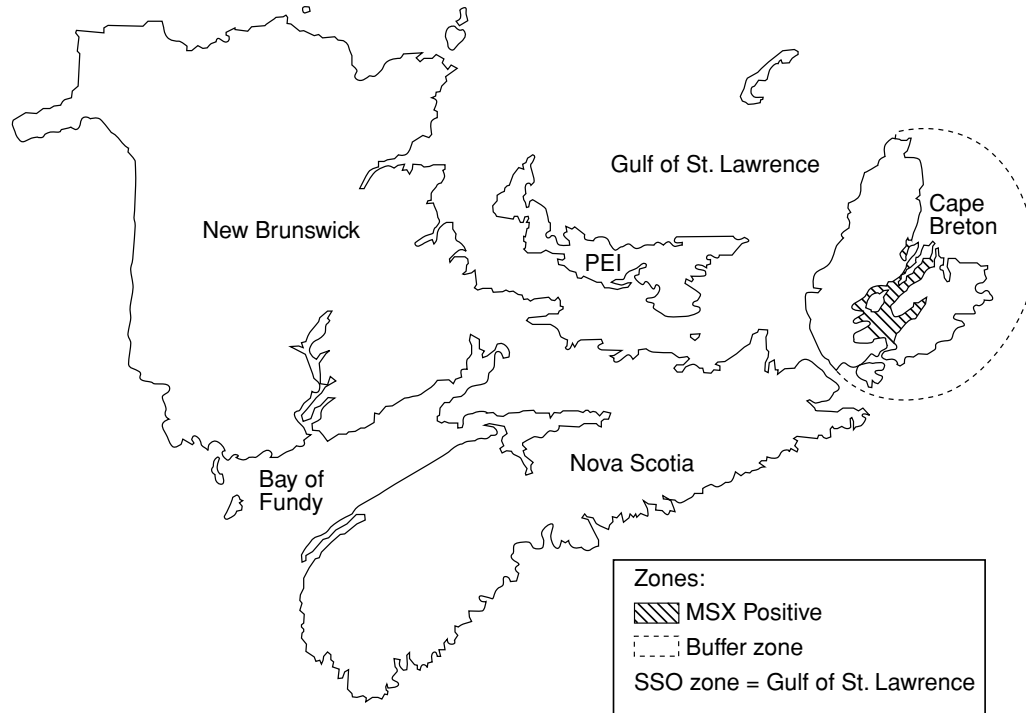 Gulf of St. Lawrence
Cape
Breton
New Brunswick
PEI
Nova Scotia
Bay of
Fundy
Zones:
MSX Positive
Buffer zone
SSO zone = Gulf of St. Lawrence